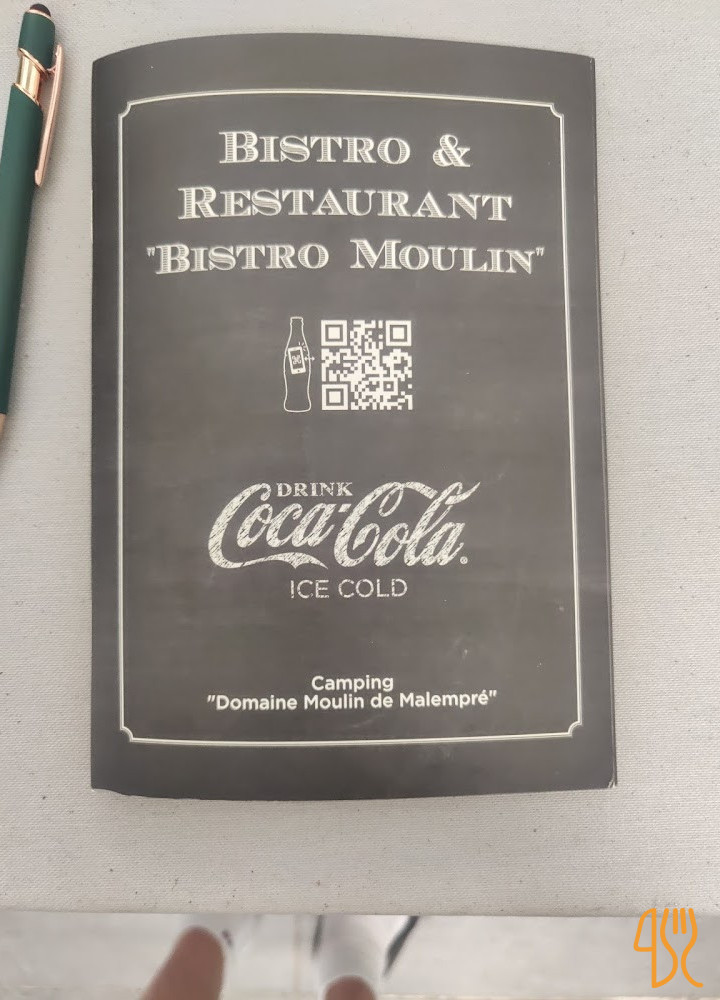 BISTRO &
RESTAURANT
"BISTRO MOULIN"
DRINK
Coca-Cola®
ICE COLD
Camping
"Domaine Moulin de Malempré"